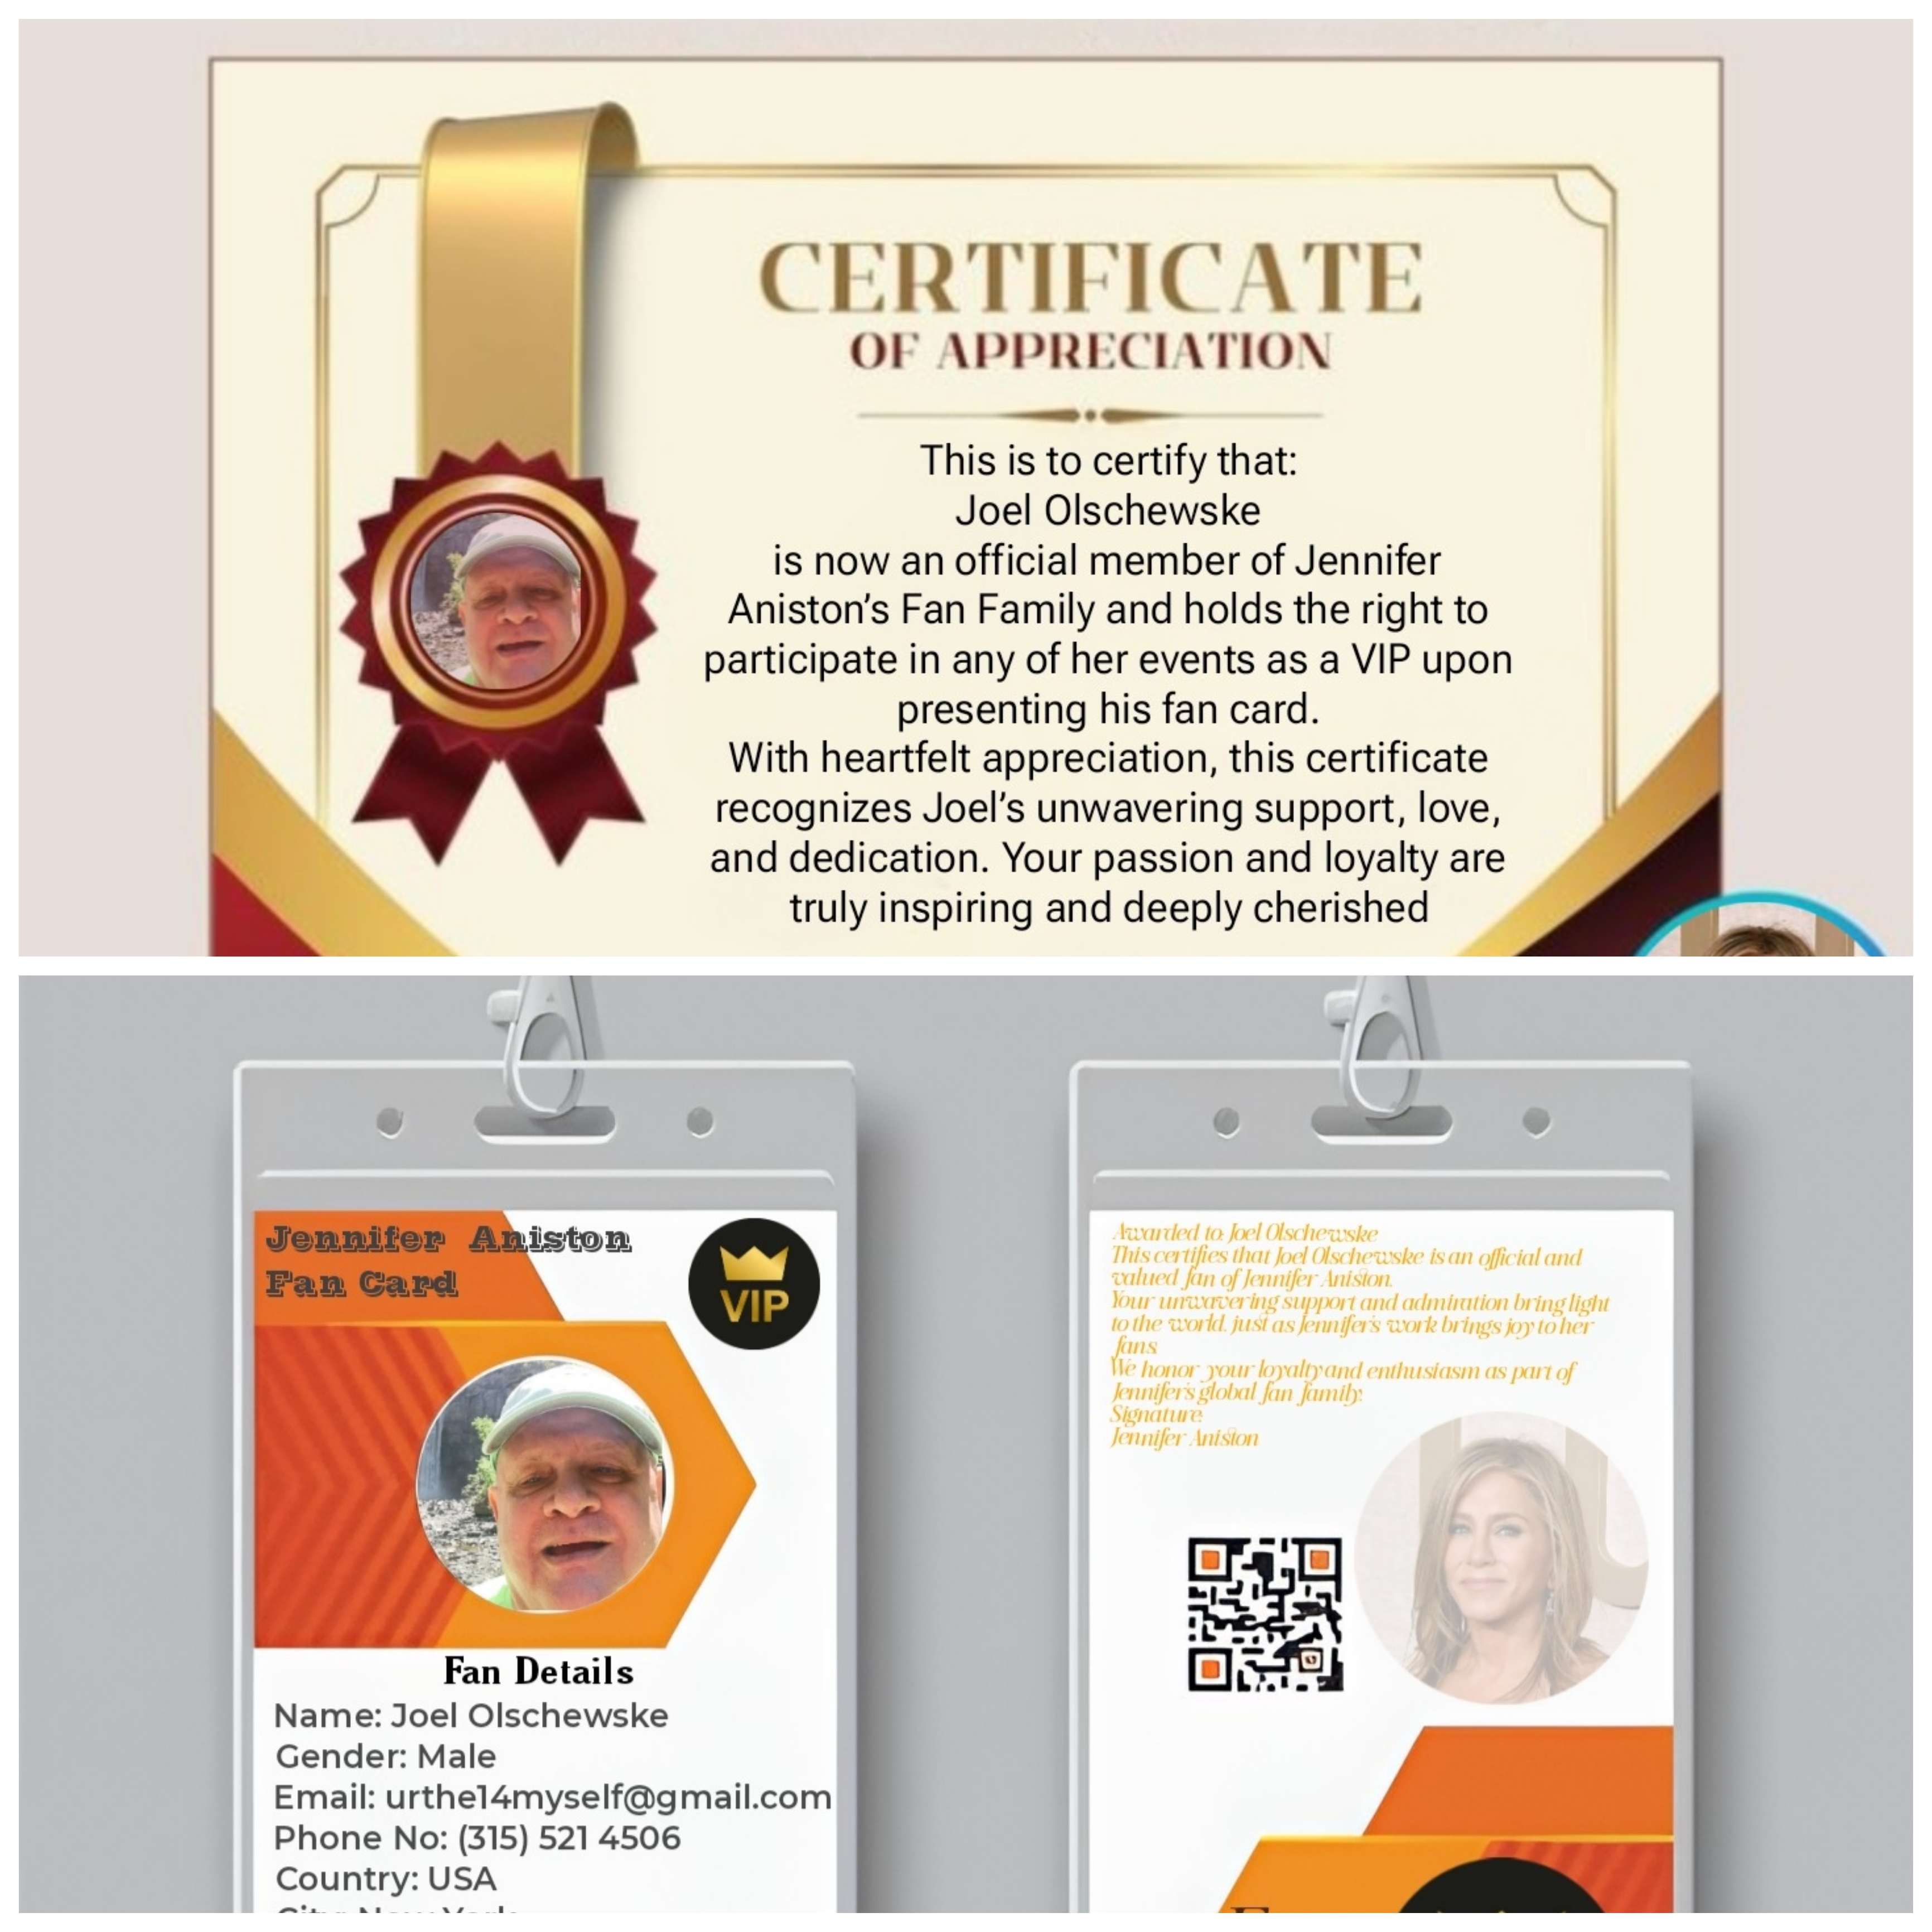 CERTIFICATE
OF APPRECIATION
This is to certify that:
Joel Olschewske
is now an official member of Jennifer
Aniston’s Fan Family and holds the right to
participate in any of her events as a VIP upon
presenting his fan card.
With heartfelt appreciation, this certificate
recognizes Joel’s unwavering support, love,
and dedication. Your passion and loyalty are
truly inspiring and deeply cherished
Jennifer Aniston
Fan Card
VIP
Fan Details
Name: Joel Olschewske
Gender: Male
Email: urthe14myself@gmail.com
Phone No: (315) 521 4506
Country: USA
City: New York
Awarded to: Joel Olschewske
This certifies that Joel Olschewske is an official and
valued fan of Jennifer Aniston.
Your unwavering support and admiration bring light
to the world, just as Jennifer's work brings joy to her
fans.
We honor your loyalty and enthusiasm as part of
Jennifer's global fan family.
Signature:
Jennifer Aniston